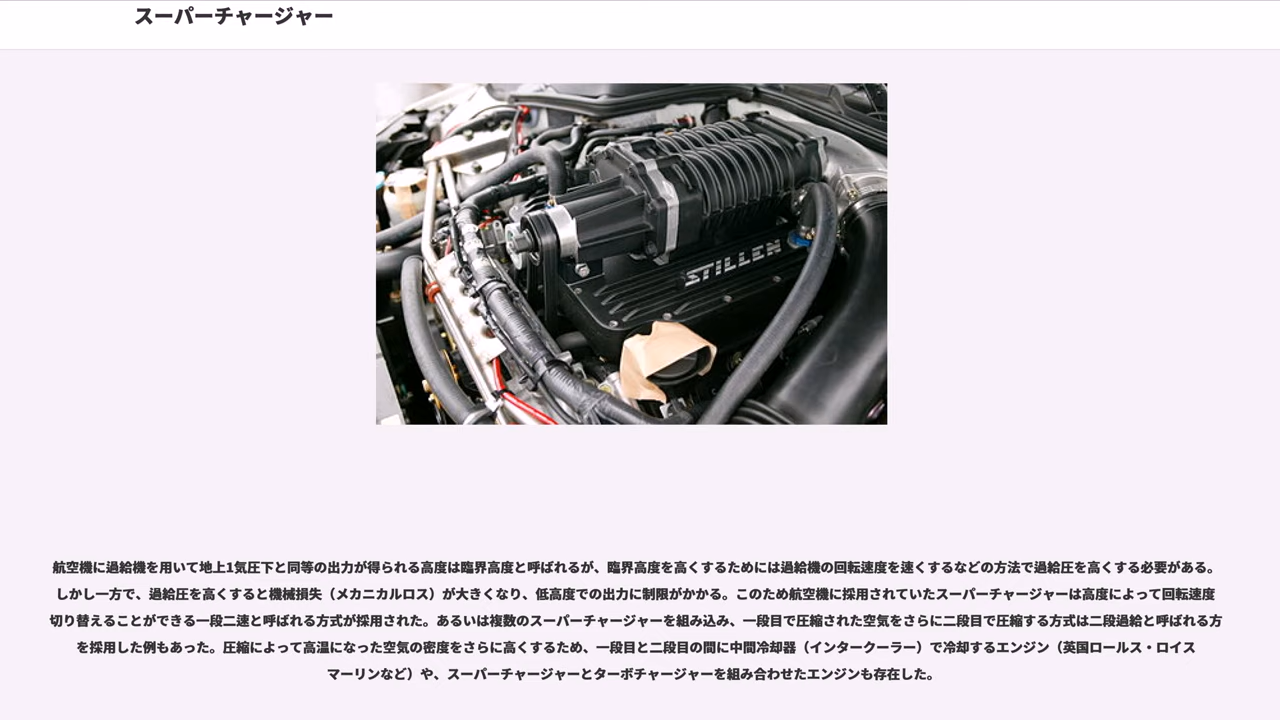 スーパーチャージャー
STILLEN
航空機に過給機を用いて地上1気圧下と同等の出力が得られる高度は臨界高度と呼ばれるが、臨界高度を高くするためには過給機の回転速度を速くするなどの方法で過給圧を高くする必要がある。
しかし一方で、過給圧を高くすると機械損失（メカニカルロス）が大きくなり、低高度での出力に制限がかかる。このため航空機に採用されていたスーパーチャージャーは高度によって回転速度
切り替えることができる一段二速と呼ばれる方式が採用された。あるいは複数のスーパーチャージャーを組み込み、一段目で圧縮された空気をさらに二段目で圧縮する方式は二段過給と呼ばれる方
を採用した例もあった。圧縮によって高温になった空気の密度をさらに高くするため、一段目と二段目の間に中間冷却器（インタークーラー）で冷却するエンジン（英国ロールス・ロイス
マーリンなど）や、スーパーチャージャーとターボチャージャーを組み合わせたエンジンも存在した。